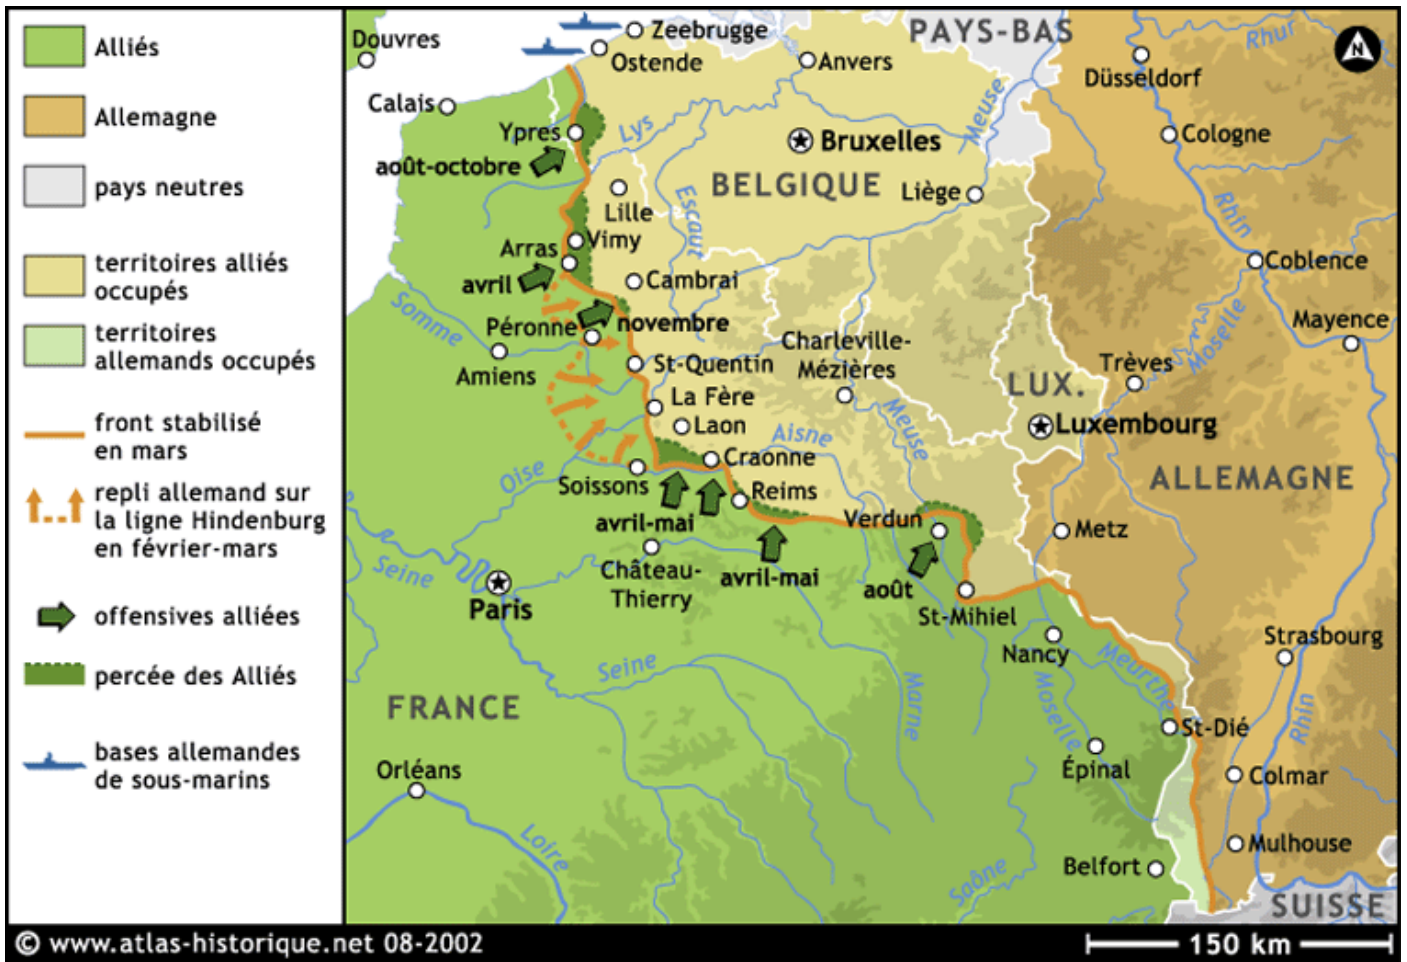 Alliés
Allemagne
pays neutres
territoires alliés
occupés
territoires
allemands occupés
front stabilisé
en mars
repli allemand sur
la ligne Hindenburg
en février-mars
offensives alliées
percée des Alliés
bases allemandes
de sous-marins
Douvres
Zeebrugge
Ostende
Anvers
PAYS-BAS
Rhur
N
Düsseldorf
Calais
Ypres
Lys
Meuse
Cologne
Bruxelles
août-octobre
BELGIQUE
Liège
Lille
Escaut
Rhin
Vimy
Arras
Coblence
avril
Cambrai
Somme
Péronne
novembre
Moselle
Mayence
Amiens
St-Quentin
Charleville-
Mézières
Trèves
La Fère
LUX.
Laon
Meuse
Luxembourg
Aisne
Craonne
Oise
Soissons
Reims
ALLEMAGNE
avril-mai
Verdun
Metz
Seine
Château-
Thierry
avril-mai
août
Paris
St-Mihiel
Nancy
Strasbourg
Seine
Meurthe
FRANCE
Marne
Moselle
Rhin
St-Dié
Orléans
Épinal
Colmar
Loire
Mulhouse
Belfort
Saône
SUISSE
© www.atlas-historique.net 08-2002
150 km